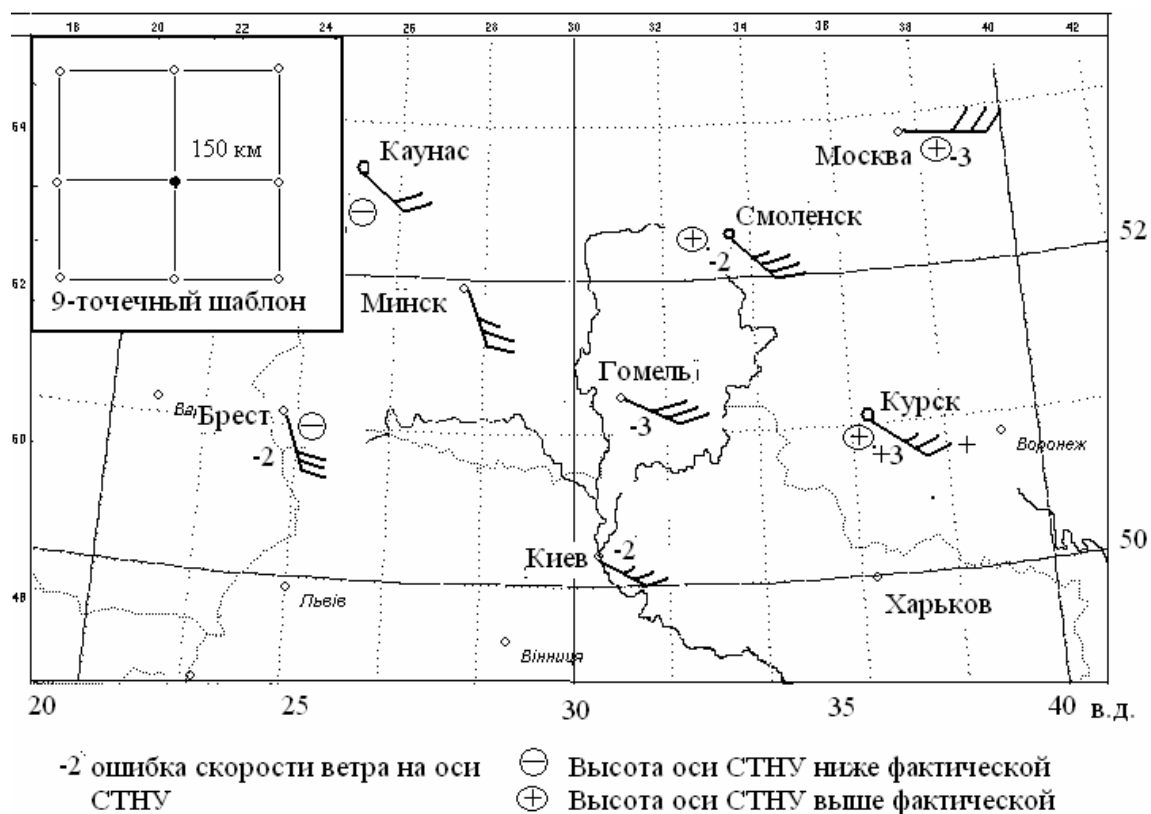 18 20 22 24 26 28 30 32 34 36 38 40 42
150 км
9-точечный шаблон
54
Каунас
Москва
-3
Смоленск
-2
52
52
Минск
Гомель
-3
Брест
-2
Курск
+3
+
Воронеж
50
50
Киев
-2
Львів
Харьков
48
Вінниця
20 25 30 35 40 в.д.
-2 ошибка скорости ветра на оси
СТНУ
Высота оси СТНУ ниже фактической
Высота оси СТНУ выше фактической